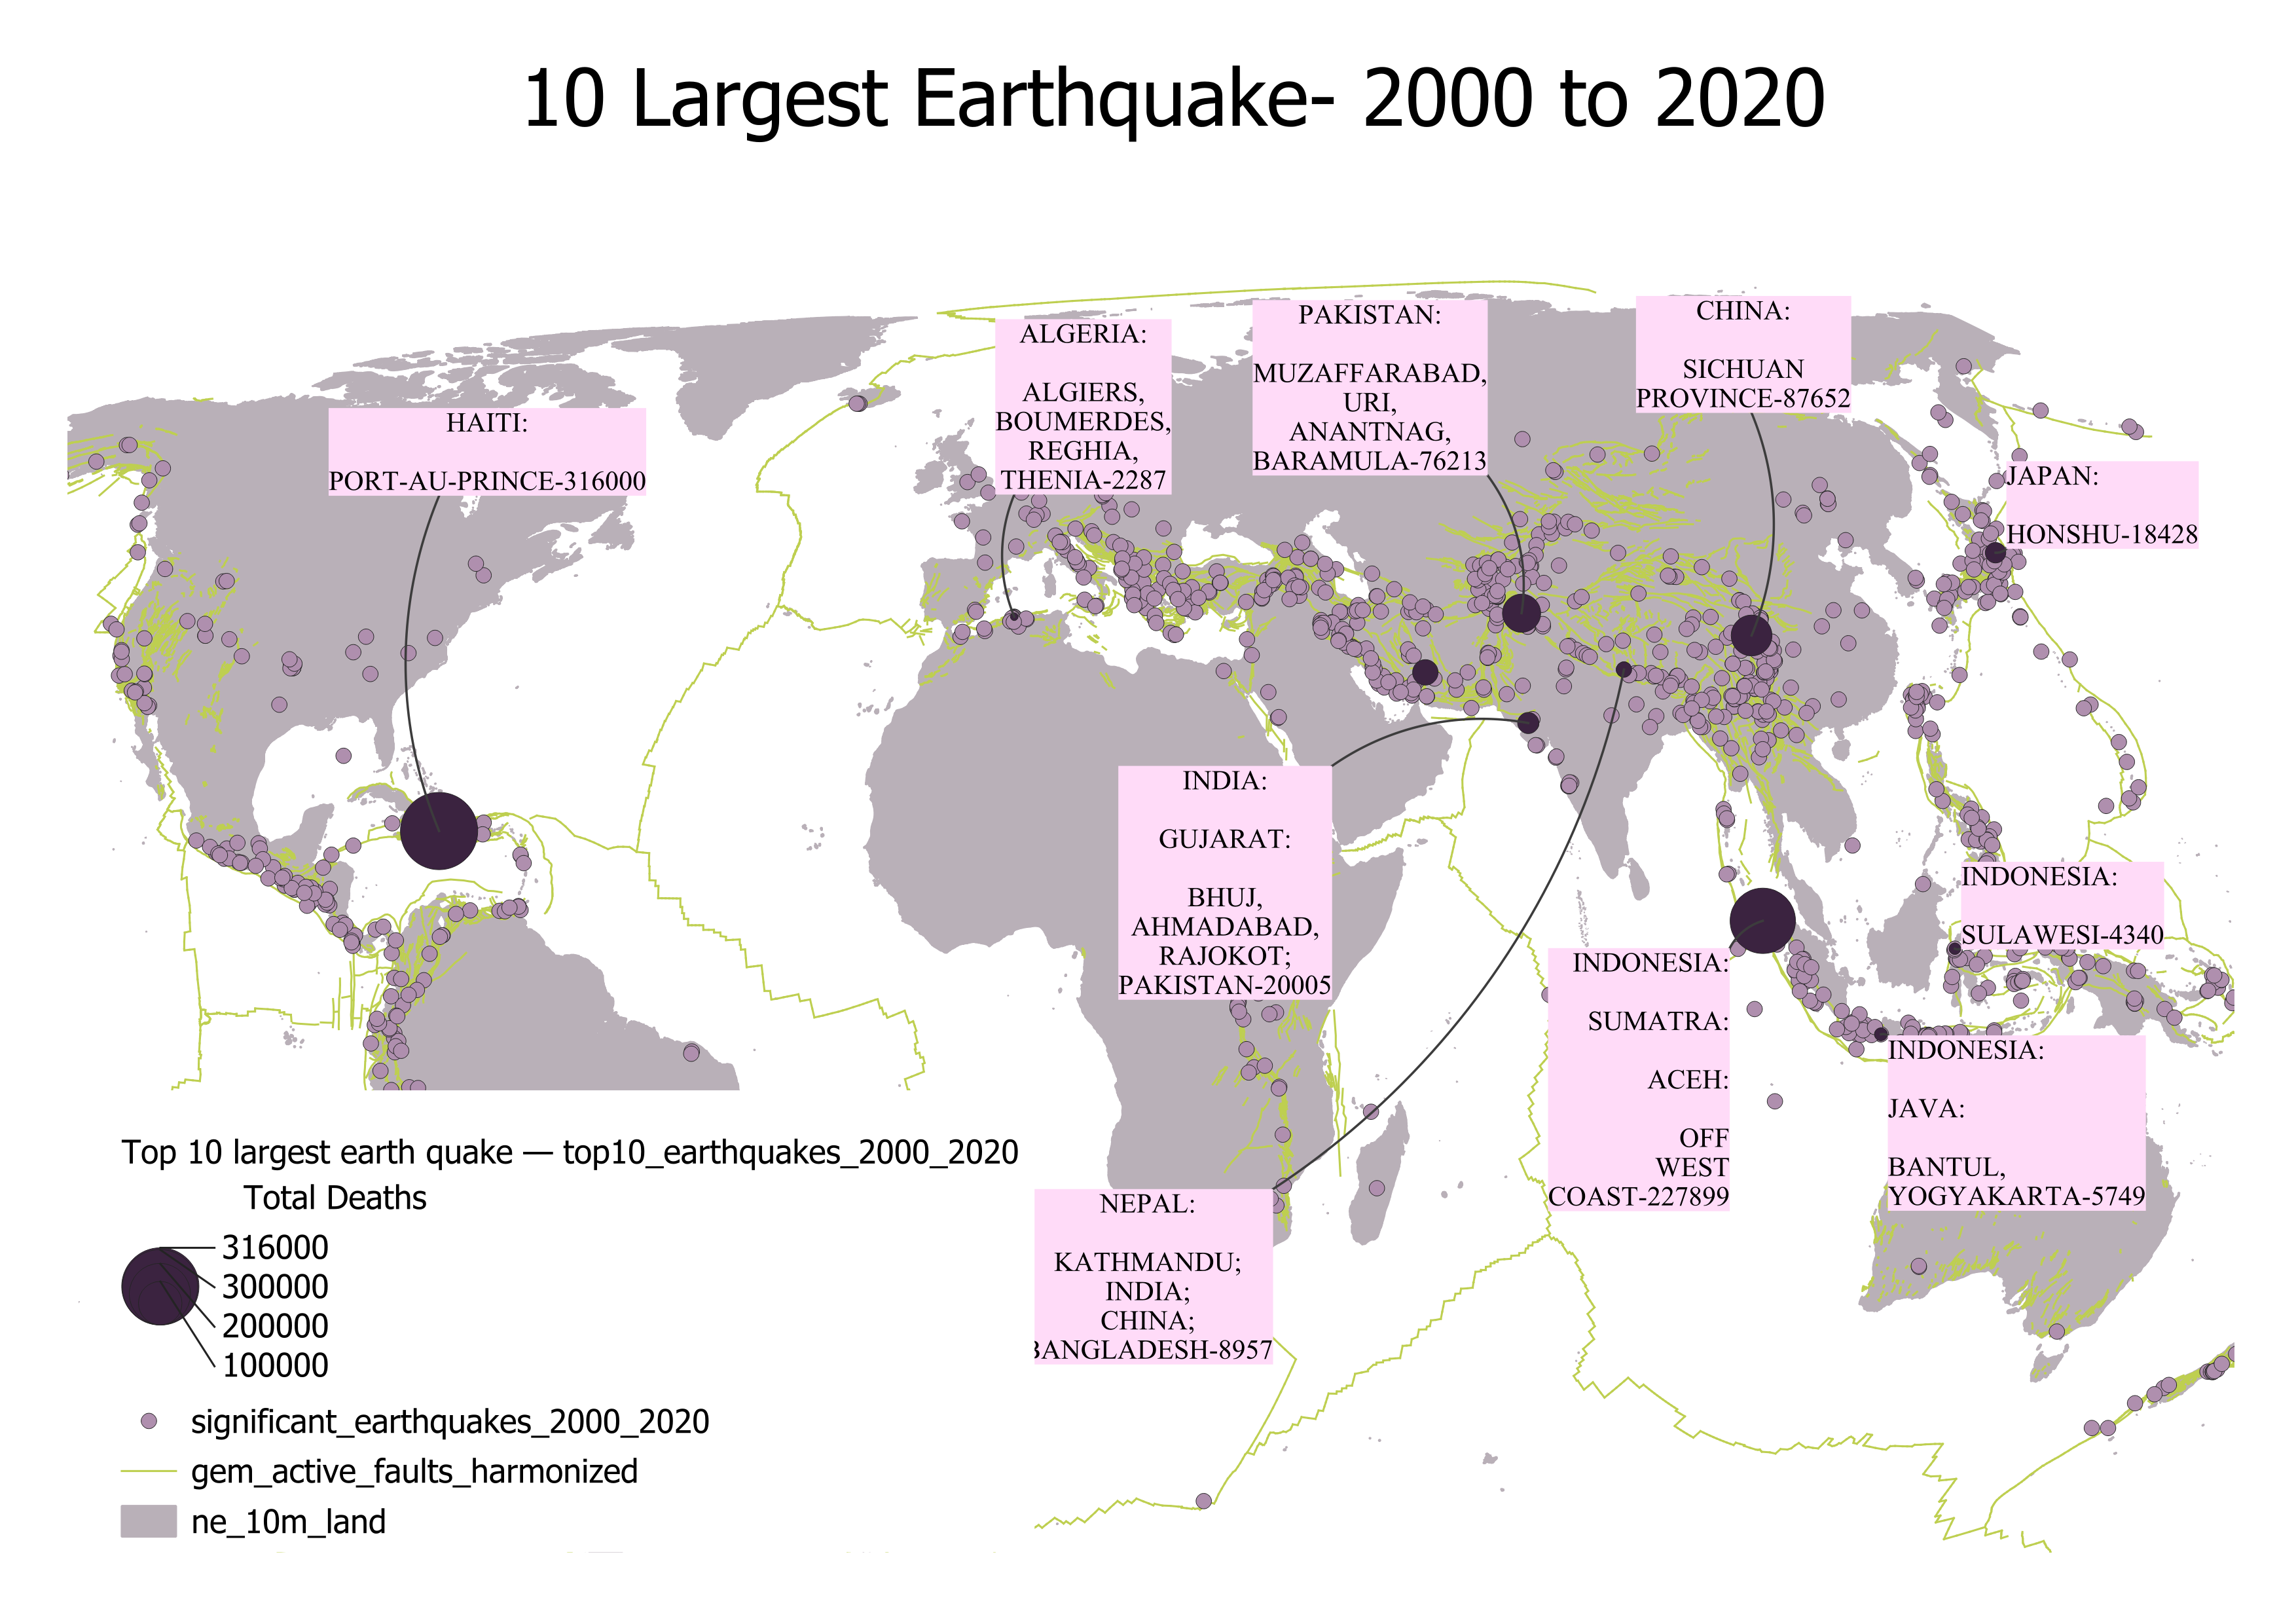 10 Largest Earthquake- 2000 to 2020
HAITI:
PORT-AU-PRINCE-316000
ALGERIA:
ALGIERS,
BOUMERDES,
REGHIA,
THENIA-2287
PAKISTAN:
MUZAFFARABAD,
URI,
ANANTNAG,
BARAMULA-76213
CHINA:
SICHUAN
PROVINCE-87652
JAPAN:
HONSHU-18428
INDIA:
GUJARAT:
BHUJ,
AHMADABAD,
RAJOKOT;
PAKISTAN-20005
INDONESIA:
SULAWESI-4340
INDONESIA:
SUMATRA:
ACEH:
OFF
WEST
COAST-227899
INDONESIA:
JAVA:
BANTUL,
YOGYAKARTA-5749
NEPAL:
KATHMANDU;
INDIA;
CHINA;
BANGLADESH-8957
Top 10 largest earth quake — top10_earthquakes_2000_2020
Total Deaths
316000
300000
200000
100000
significant_earthquakes_2000_2020
gem_active_faults_harmonized
ne_10m_land